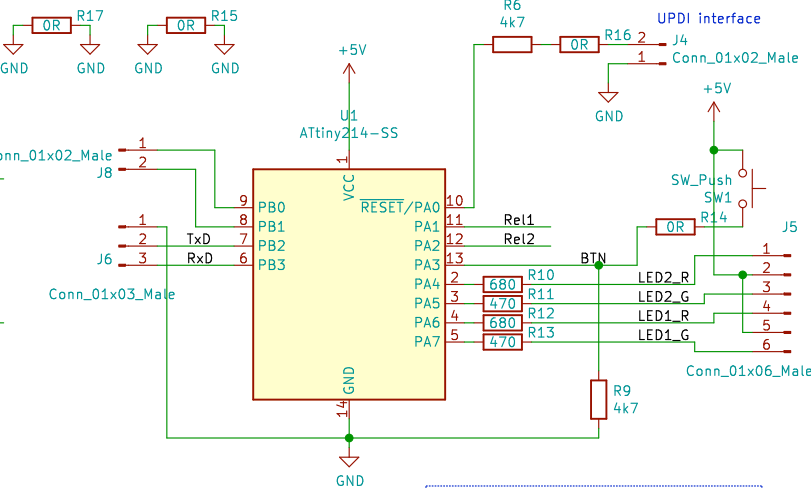 R6
4k7
UPDI interface
R17
0R
GND
GND
R15
0R
GND
GND
R16
0R
2
J4
1
Conn_01x02_Male
GND
+5V
+5V
U1
ATtiny214-SS
1
VCC
1
onn_01x02_Male
2
J8
SW_Push
SW1
R14
0R
J5
9
PB0
RESET/PA0
10
8
PB1
PA1
11
Rel1
1
7
PB2
PA2
12
Rel2
2
TxD
6
PB3
PA3
13
BTN
3
RxD
J6
Conn_01x03_Male
PA4
2
680
R10
LED2_R
PA5
3
470
R11
LED2_G
PA6
4
680
R12
LED1_R
PA7
5
470
R13
LED1_G
1
2
3
4
5
6
Conn_01x06_Male
GND
14
R9
4k7
GND